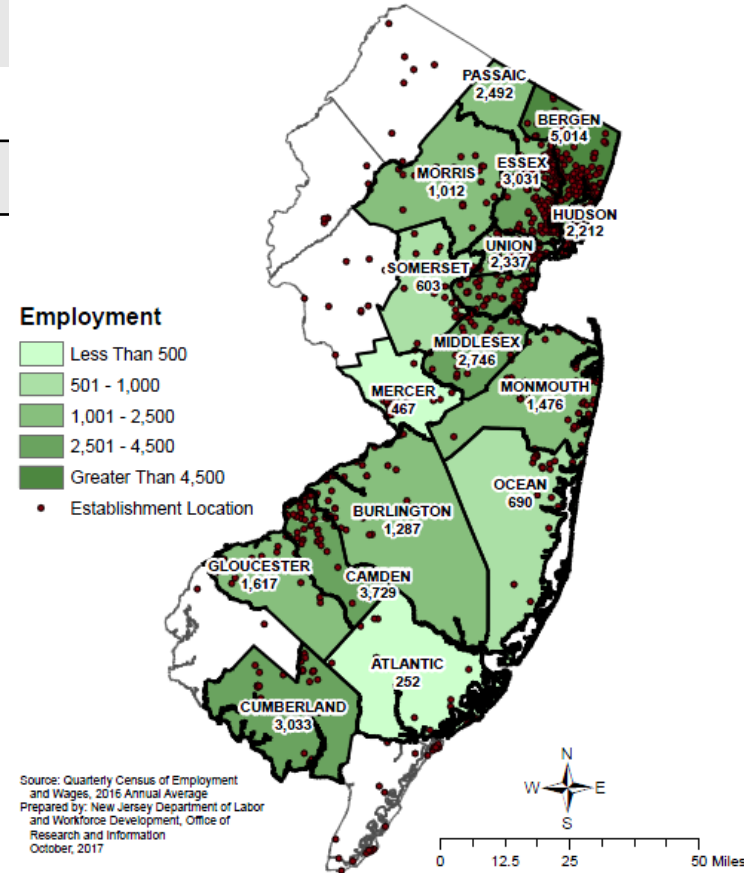 PASSAIC
2,492
BERGEN
5,014
ESSEX
3,031
MORRIS
1,012
HUDSON
2,212
UNION
2,337
SOMERSET
603
Employment
Less Than 500
501 - 1,000
1,001 - 2,500
2,501 - 4,500
Greater Than 4,500
Establishment Location
MIDDLESEX
2,746
MERCER
467
MONMOUTH
1,476
OCEAN
690
BURLINGTON
1,287
GLOUCESTER
1,617
CAMDEN
3,729
ATLANTIC
252
CUMBERLAND
3,033
Source: Quarterly Census of Employment
and Wages, 2016 Annual Average
Prepared by: New Jersey Department of Labor
and Workforce Development, Office of
Research and Information
October, 2017
N
W E
S
0 12.5 25 50 Miles